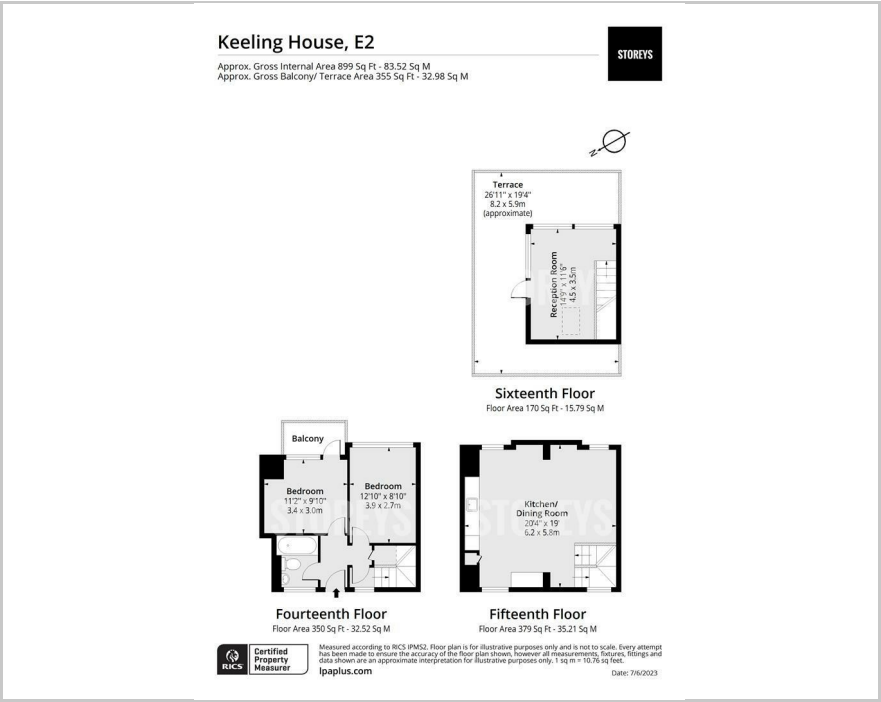 Keeling House, E2
Approx. Gross Internal Area 899 Sq Ft - 83.52 Sq M
Approx. Gross Balcony/ Terrace Area 355 Sq Ft - 32.98 Sq M
STOREYS
N
Terrace
26'11" x 19'4"
8.2 x 5.9m
(approximate)
Reception Room
14'9" x 11'6"
4.5 x 3.5m
Sixteenth Floor
Floor Area 170 Sq Ft - 15.79 Sq M
Balcony
Bedroom
11'2" x 9'10"
3.4 x 3.0m
Bedroom
12'10" x 8'10"
3.9 x 2.7m
STOREYS
Fourteenth Floor
Floor Area 350 Sq Ft - 32.52 Sq M
Kitchen/
Dining Room
20'4" x 19'
6.2 x 5.8m
STOREYS
Fifteenth Floor
Floor Area 379 Sq Ft - 35.21 Sq M
RICS
Certified
Property
Measurer
Measured according to RICS IPMS2. Floor plan is for illustrative purposes only and is not to scale. Every attempt
has been made to ensure the accuracy of the floor plan shown, however all measurements, fixtures, fittings and
data shown are an approximate interpretation for illustrative purposes only. 1 sq m = 10.76 sq feet.
lpaplus.com
Date: 7/6/2023